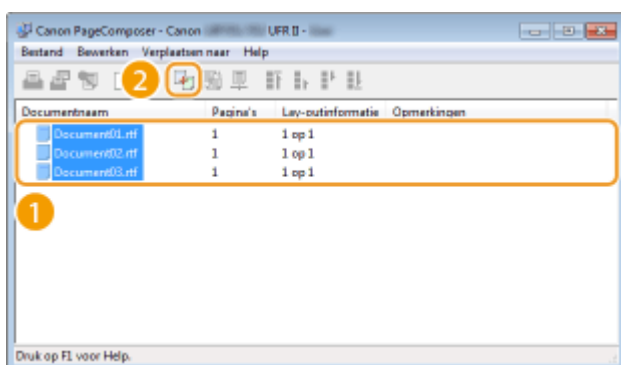 Canon PageComposer - Canon UFR II -
Bestand Bewerken Verplaatsen naar Help
2
Documentnaam Pagina's Lay-outinformatie Opmerkingen
Document01.rtf 1 1 op 1
Document02.rtf 1 1 op 1
Document03.rtf 1 1 op 1
1
Druk op F1 voor Help.